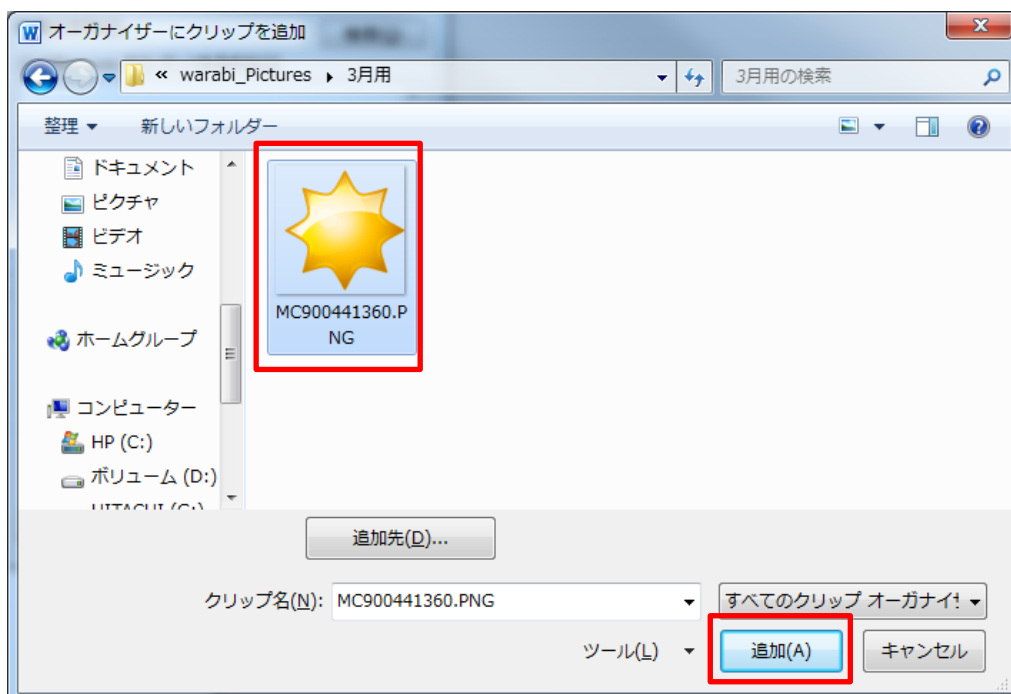 オーガナイザーにクリップを追加
« warabi_Pictures ▸ 3月用
3月用の検索
整理 ▼ 新しいフォルダー
ドキュメント
ピクチャ
ビデオ
ミュージック
ホームグループ
コンピューター
HP (C:)
ボリューム (D:)
MC900441360.P
NG
追加先(D)...
クリップ名(N): MC900441360.PNG
すべてのクリップ オーガナイ
ツール(L) ▼ 追加(A) キャンセル